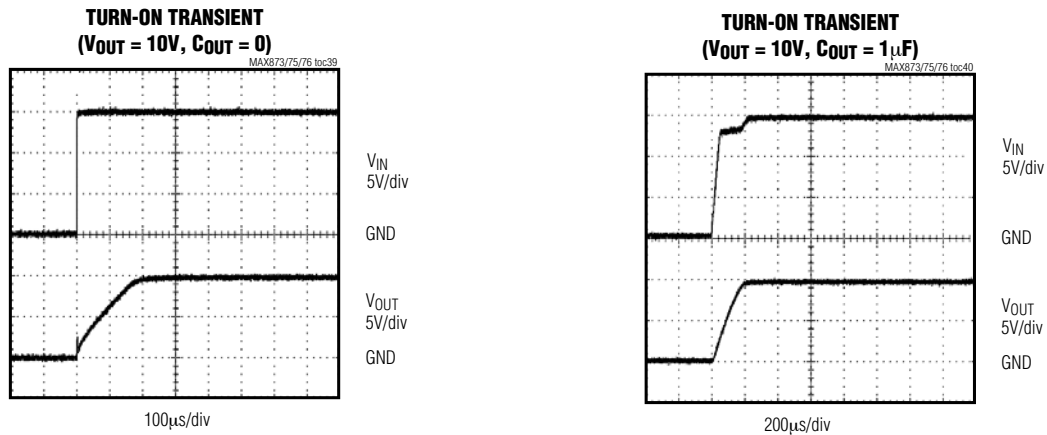 TURN-ON TRANSIENT
(VOUT = 10V, COUT = 0)
MAX873/75/76 toc39
VIN
5V/div
GND
VOUT
5V/div
GND
100μs/div
TURN-ON TRANSIENT
(VOUT = 10V, COUT = 1μF)
MAX873/75/76 toc40
VIN
5V/div
GND
VOUT
5V/div
GND
200μs/div